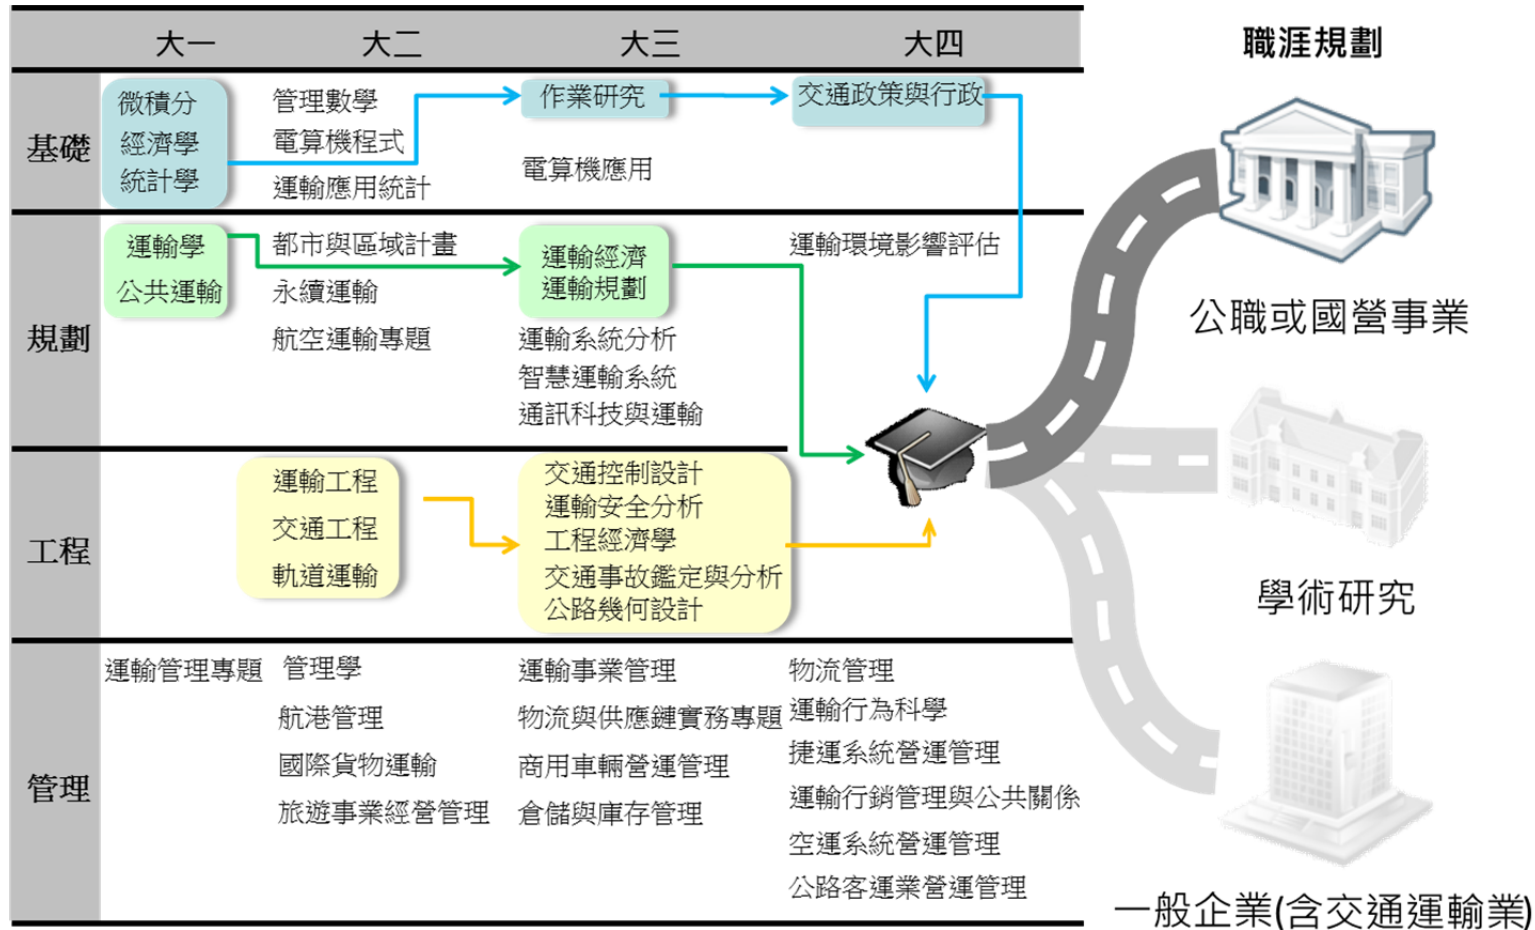 大一
大二
大三
大四
職涯規劃
基礎
微積分
經濟學
統計學
管理數學
電算機程式
運輸應用統計
作業研究
電算機應用
交通政策與行政
規劃
運輸學
公共運輸
都市與區域計畫
永續運輸
航空運輸專題
運輸經濟
運輸規劃
運輸系統分析
智慧運輸系統
通訊科技與運輸
運輸環境影響評估
工程
運輸工程
交通工程
軌道運輸
交通控制設計
運輸安全分析
工程經濟學
交通事故鑑定與分析
公路幾何設計
管理
運輸管理專題
管理學
航港管理
國際貨物運輸
旅遊事業經營管理
運輸事業管理
物流與供應鏈實務專題
商用車輛營運管理
倉儲與庫存管理
物流管理
運輸行為科學
捷運系統營運管理
運輸行銷管理與公共關係
空運系統營運管理
公路客運業營運管理
公職或國營事業
學術研究
一般企業(含交通運輸業)